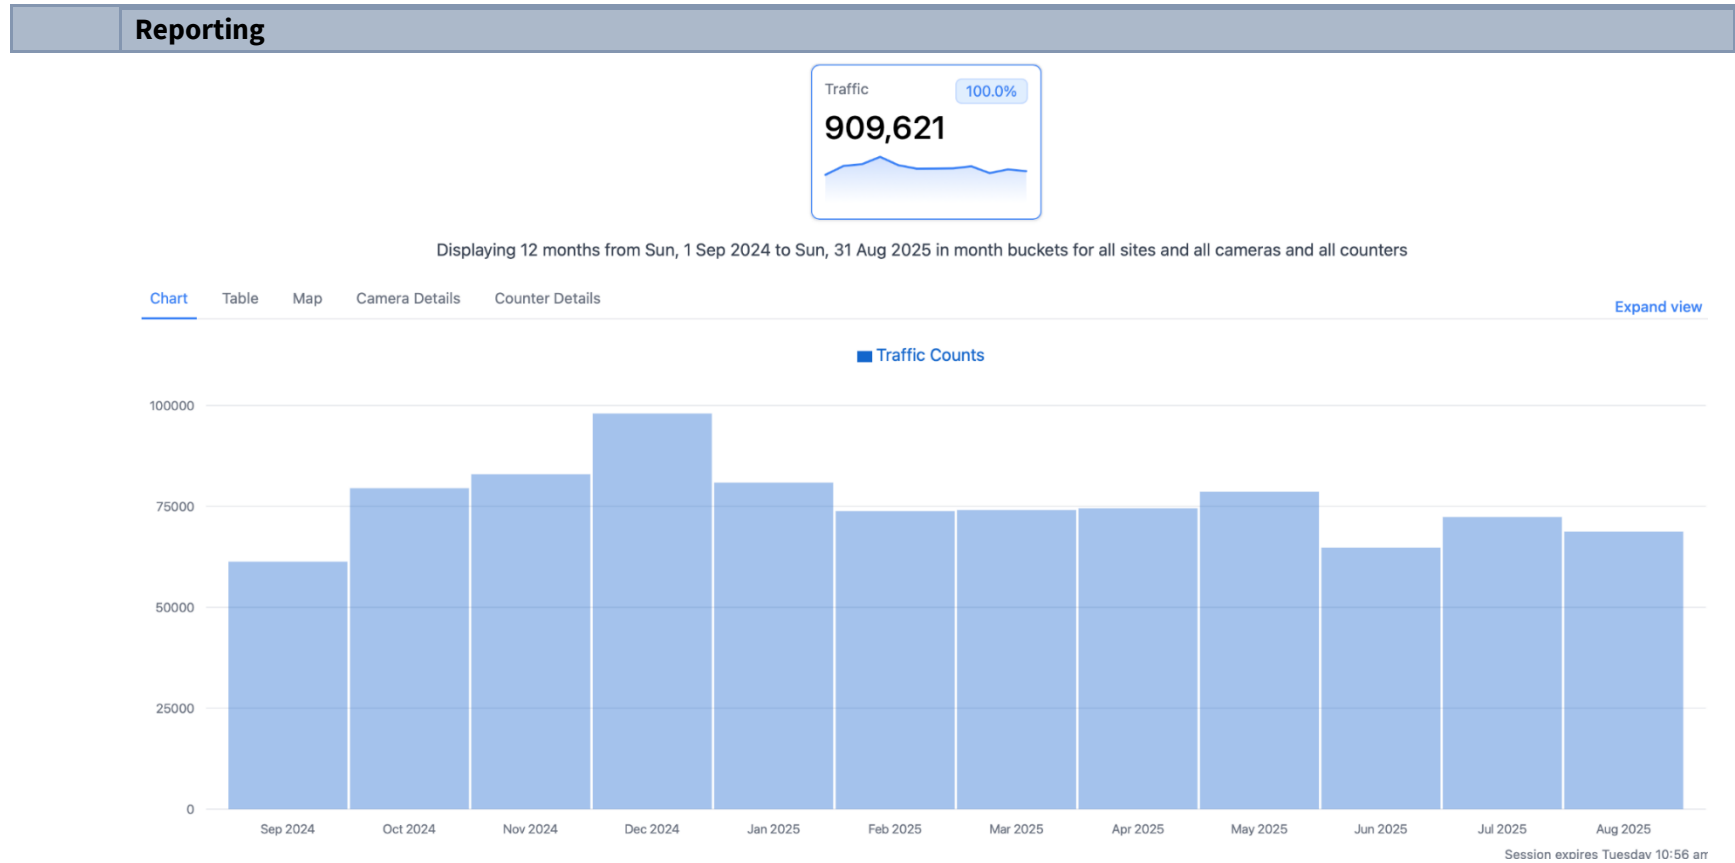 Reporting
Traffic 100.0%
909,621
Displaying 12 months from Sun, 1 Sep 2024 to Sun, 31 Aug 2025 in month buckets for all sites and all cameras and all counters
Chart Table Map Camera Details Counter Details
Expand view
Traffic Counts
100000
75000
50000
25000
0
Sep 2024 Oct 2024 Nov 2024 Dec 2024 Jan 2025 Feb 2025 Mar 2025 Apr 2025 May 2025 Jun 2025 Jul 2025 Aug 2025
Session expires Tuesday 10:56 am